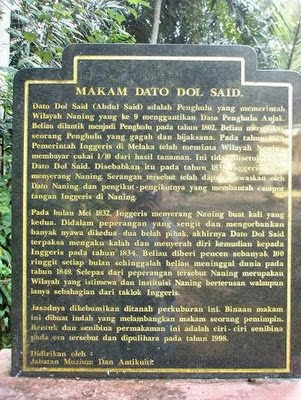 MAKAM DATO DOL SAID.
Dato Dol Said (Abdul Said) adalah Penghulu yang memerintah
Wilayah Naning yang ke 9 menggantikan Dato Penghulu Anjak.
Beliau dilantik menjadi Penghulu pada tahun 1802. Beliau
seorang Penghulu yang gagah dan bijaksana. Pada tahun
Pemerintah Inggeris di Melaka telah meminta Wilayah Naning
membayar cukai 1/10 dari hasil tanaman. Ini tidak
Dato Dol Said. Disebabkan itu pada tahun
menyerang Naning. Serangan tersebut telah
Dato Naning dan pengikut-pengikutnya yang membantah campur
tangan Inggeris di Naning.
Pada bulan Mei 1832, Inggeris menyerang Naning buat kali yang
kedua. Didalam peperangan yang sengit dan mengorbankan
banyak nyawa dikedua-dua belah pihak, akhirnya Dato Dol Said
terpaksa mengaku kalah dan menyerah diri kemudian kepada
Inggeris pada tahun 1834. Beliau diberi pencen sebanyak 100
ringgit setiap bulan sehinggalah beliau meninggal dunia pada
tahun 1849. Selepas dari peperangan tersebut Naning merupakan
Wilayah yang istimewa dan institusi Naning berterusan walaupun
ianya sebahagian dari taklok Inggeris.
Jasadnya dikebumikan ditanah perkuburan ini. Binaan makam
ini dibuat indah yang melambangkan makam seorang pemimpin.
Bentuk dan senibina permakaman ini adalah ciri-ciri senibina
pada era tersebut dan dipulihara pada tahun 1998.
Didirikan oleh :
Jabatan Muzium Dan Antikuiti